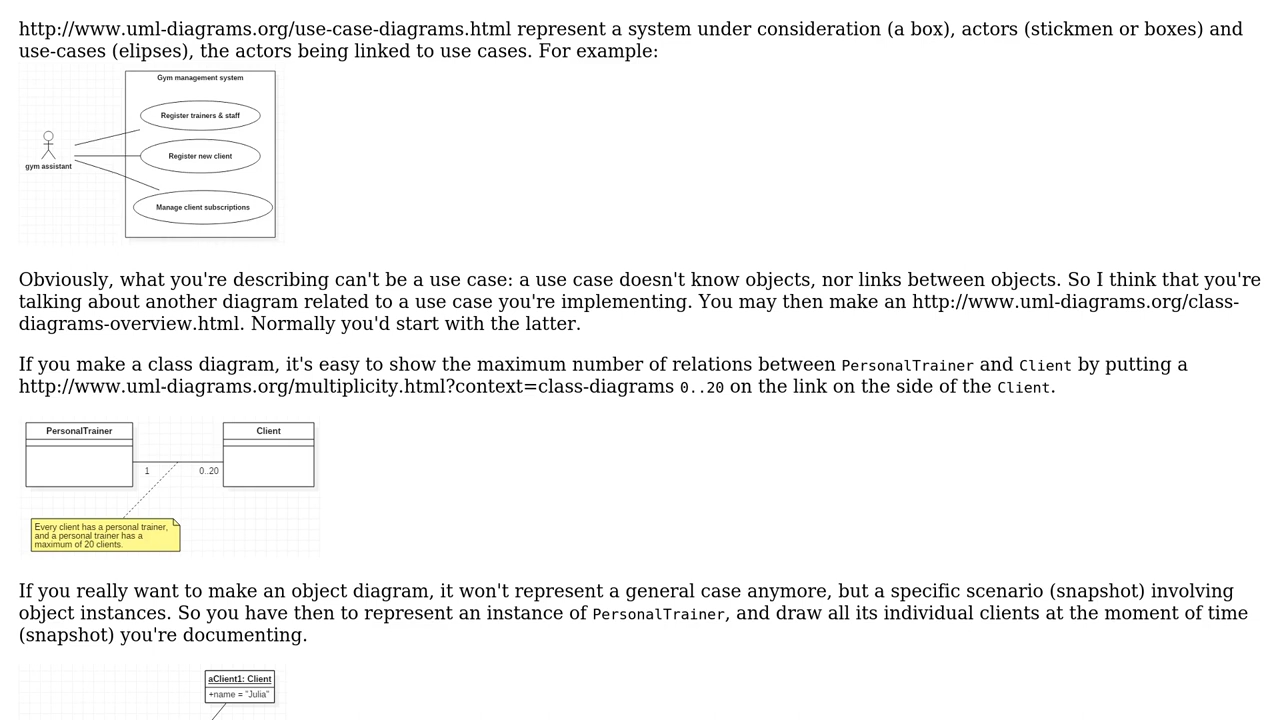 http://www.uml-diagrams.org/use-case-diagrams.html represent a system under consideration (a box), actors (stickmen or boxes) and
use-cases (elipses), the actors being linked to use cases. For example:
Gym management system
Register trainers & staff
Register new client
gym assistant
Manage client subscriptions
Obviously, what you're describing can't be a use case: a use case doesn't know objects, nor links between objects. So I think that you're
talking about another diagram related to a use case you're implementing. You may then make an http://www.uml-diagrams.org/class-
diagrams-overview.html. Normally you'd start with the latter.
If you make a class diagram, it's easy to show the maximum number of relations between PersonalTrainer and Client by putting a
http://www.uml-diagrams.org/multiplicity.html?context=class-diagrams 0..20 on the link on the side of the Client.
PersonalTrainer Client
1 0..20
Every client has a personal trainer,
and a personal trainer has a
maximum of 20 clients.
If you really want to make an object diagram, it won't represent a general case anymore, but a specific scenario (snapshot) involving
object instances. So you have then to represent an instance of PersonalTrainer, and draw all its individual clients at the moment of time
(snapshot) you're documenting.
aClient1: Client
+name = "Julia"